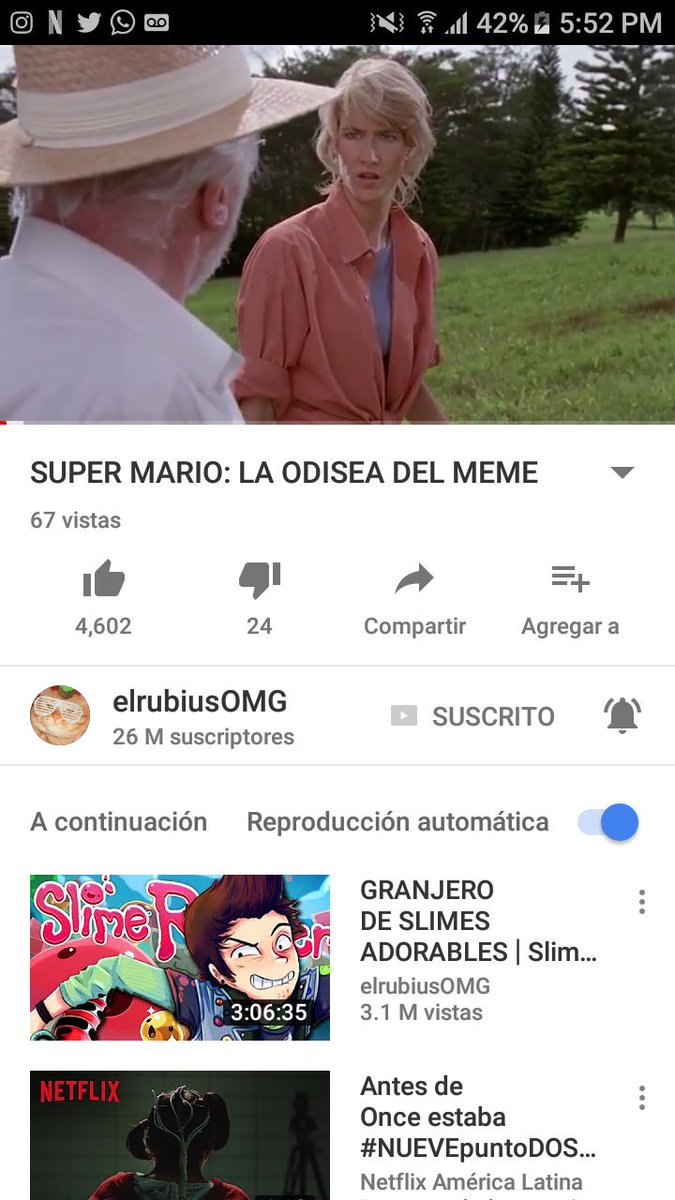 42% 5:52 PM
SUPER MARIO: LA ODISEA DEL MEME
67 vistas
4,602
24
Compartir
Agregar a
elrubiusOMG
26 M suscriptores
SUSCRITO
A continuación
Reproducción automática
Slime R
3:06:35
GRANJERO
DE SLIMES
ADORABLES | Slim...
elrubiusOMG
3.1 M vistas
NETFLIX
Antes de
Once estaba
#NUEVEpuntoDOS...
Netflix América Latina